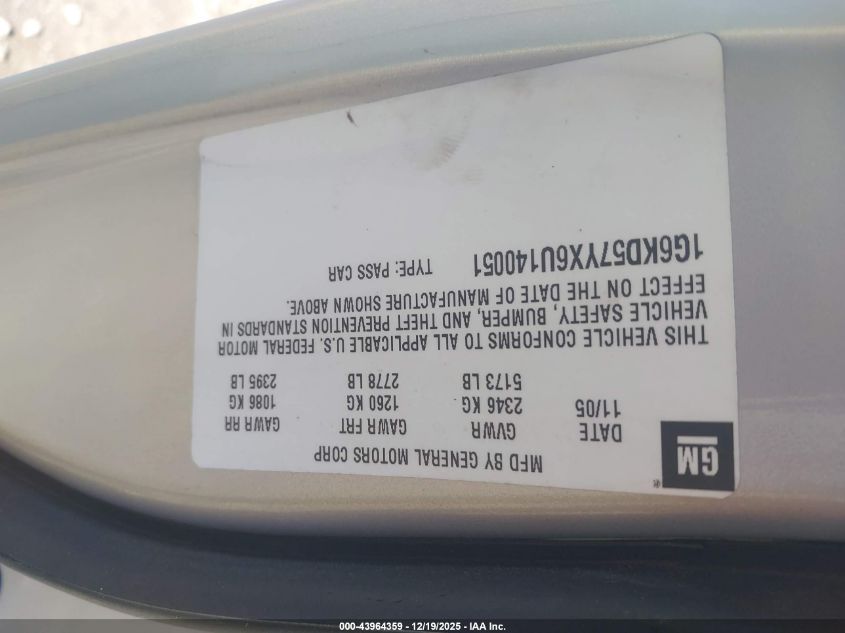 GM
®
MFD BY GENERAL MOTORS CORP
DATE GVWR GAWR FRT GAWR RR
11/05 2346 KG 1260 KG 1086 KG
5173 LB 2778 LB 2395 LB
THIS VEHICLE CONFORMS TO ALL APPLICABLE U.S. FEDERAL MOTOR
VEHICLE SAFETY, BUMPER, AND THEFT PREVENTION STANDARDS IN
EFFECT ON THE DATE OF MANUFACTURE SHOWN ABOVE.
1G6KD57YX6U140051 TYPE: PASS CAR
000-43964359 - 12/19/2025 - IAA Inc.